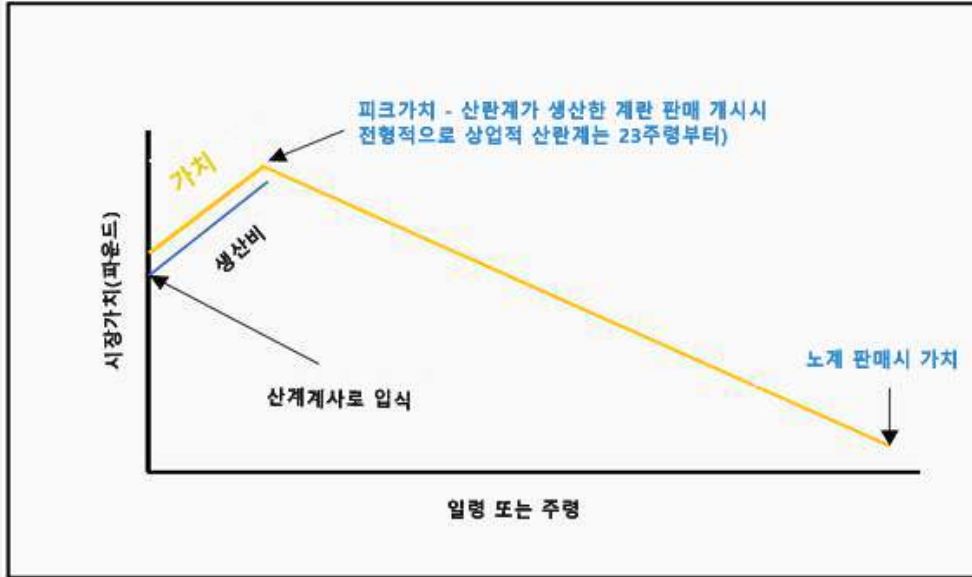 피크가치 - 산란계가 생산한 계란 판매 개시시
전형적으로 상업적 산란계는 23주령부터)
가치
생산비
시장가치(파운드)
노계 판매시 가치
산계계사로 입식
일령 또는 주령